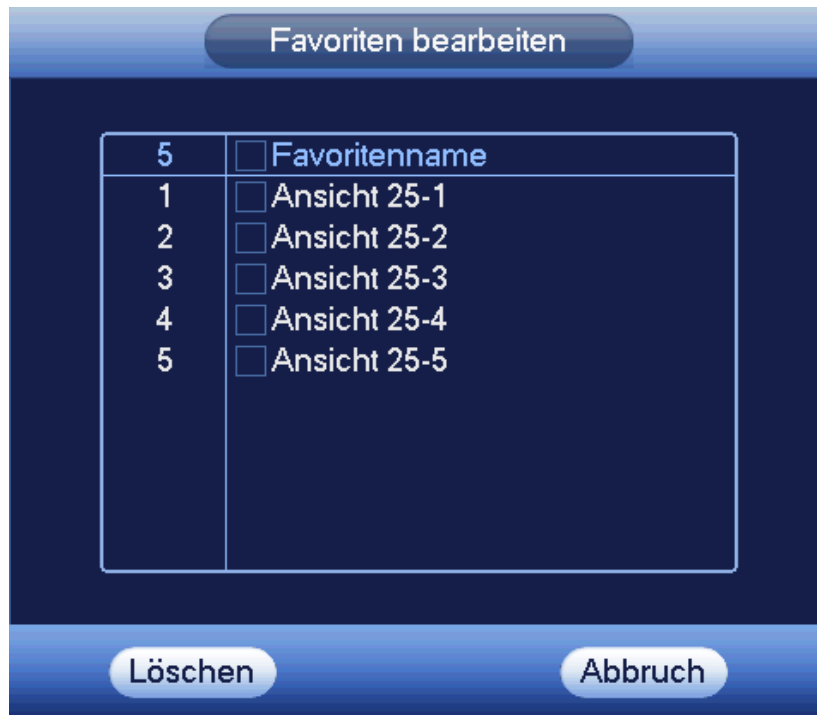 Favoriten bearbeiten
5 Favoritenname
1 Ansicht 25-1
2 Ansicht 25-2
3 Ansicht 25-3
4 Ansicht 25-4
5 Ansicht 25-5
Löschen Abbruch